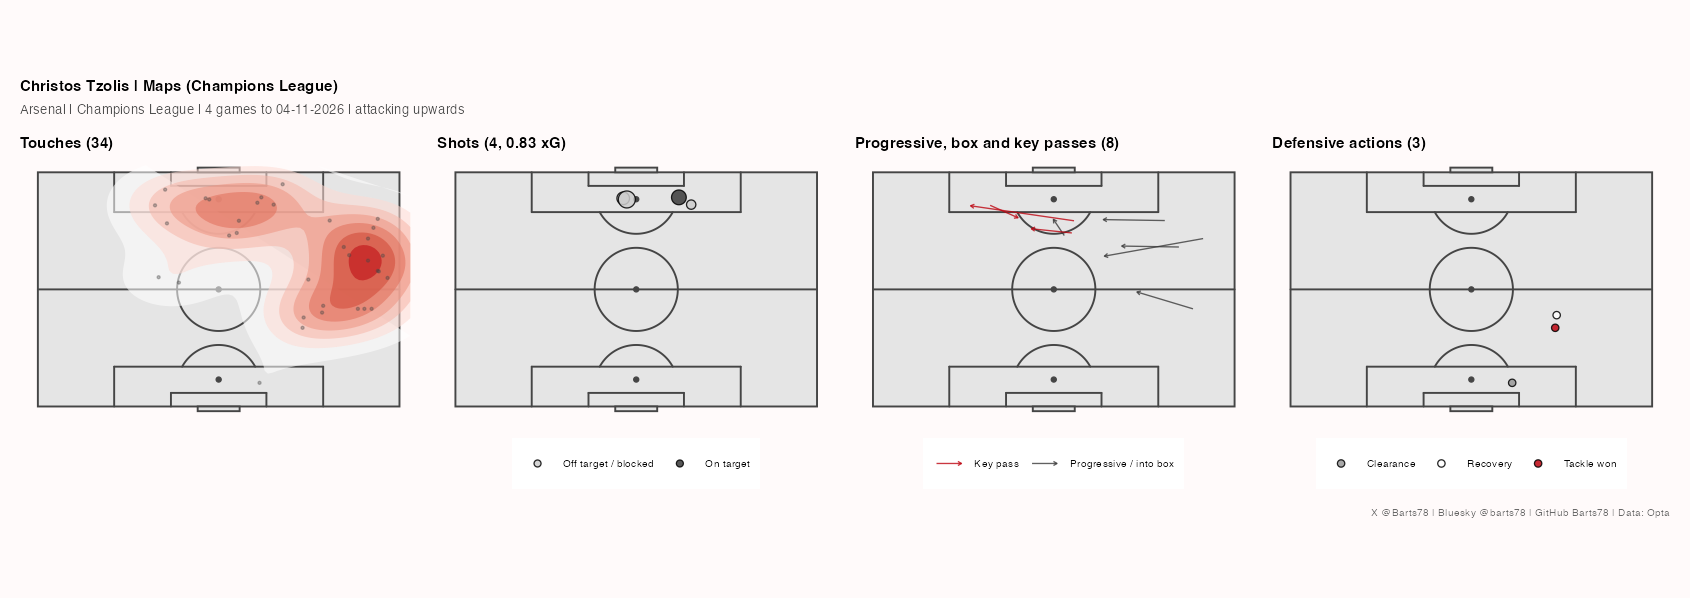 Christos Tzolis | Maps (Champions League)
Arsenal | Champions League | 4 games to 04-11-2026 | attacking upwards
Touches (34)
Shots (4, 0.83 xG)
Progressive, box and key passes (8)
Defensive actions (3)
Off target / blocked
On target
Key pass
Progressive / into box
Clearance
Recovery
Tackle won
X @Barts78 | Bluesky @barts78 | GitHub Barts78 | Data: Opta